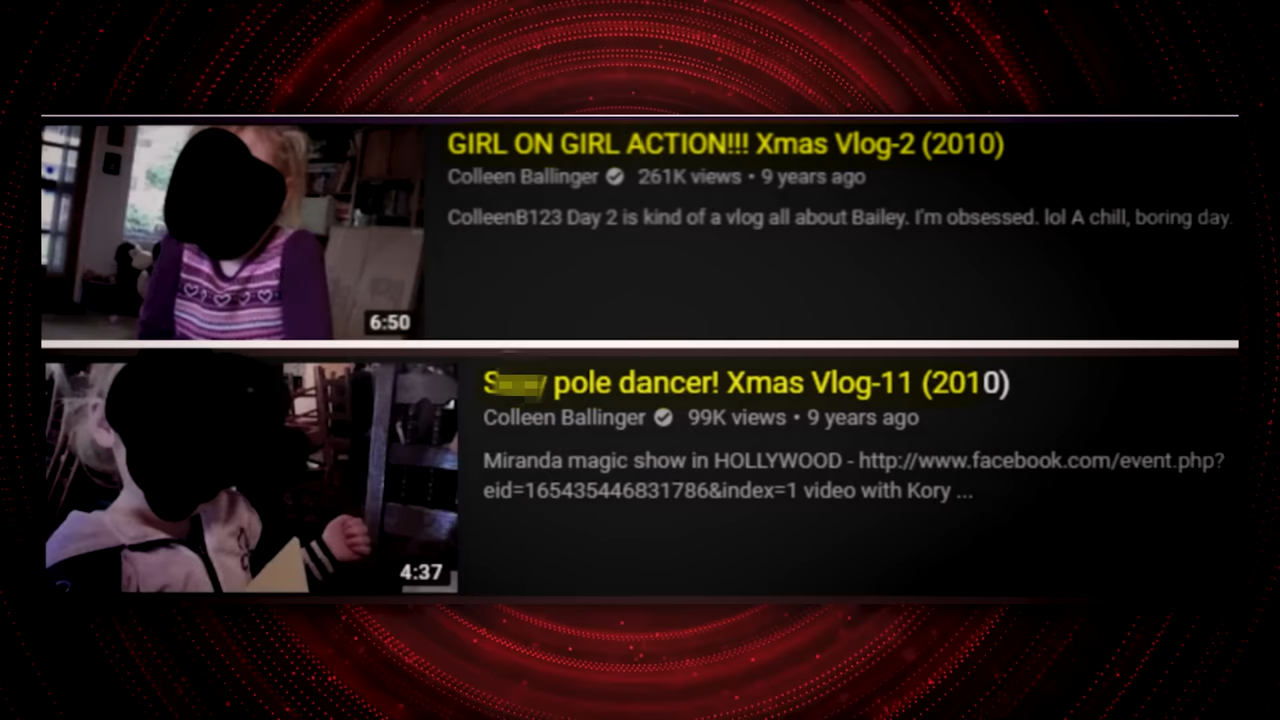 GIRL ON GIRL ACTION!!! Xmas Vlog-2 (2010)
Colleen Ballinger 261K views • 9 years ago
ColleenB123 Day 2 is kind of a vlog all about Bailey. I'm obsessed. lol A chill, boring day.
6:50
pole dancer! Xmas Vlog-11 (2010)
Colleen Ballinger 99K views • 9 years ago
Miranda magic show in HOLLYWOOD - http://www.facebook.com/event.php?
eid=165435446831786&index=1 video with Kory ...
4:37